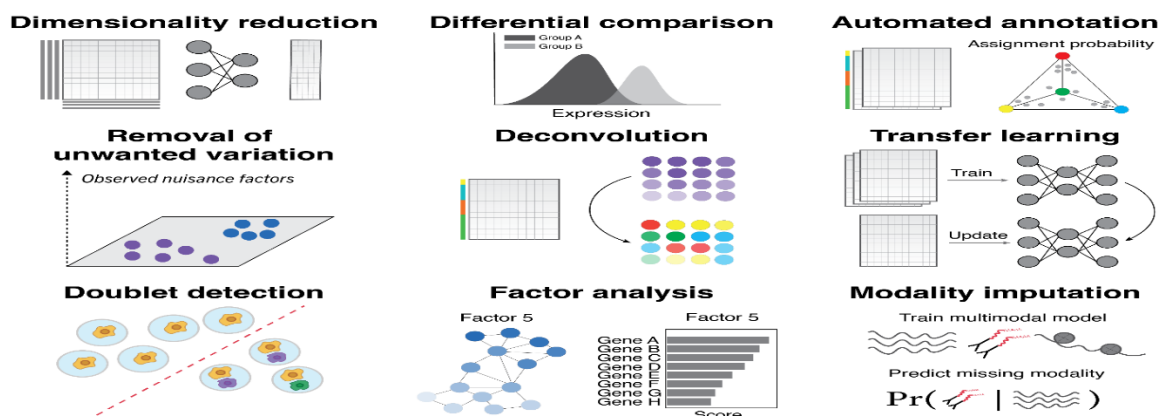 Dimensionality reduction
Differential comparison
Group A
Group B
Expression
Automated annotation
Assignment probability
Removal of
unwanted variation
Observed nuisance factors
Deconvolution
Transfer learning
Train
Update
Doublet detection
Factor analysis
Factor 5
Factor 5
Gene A
Gene B
Gene C
Gene D
Gene E
Gene F
Gene G
Gene H
Score
Modality imputation
Train multimodal model
Predict missing modality
Pr( | )